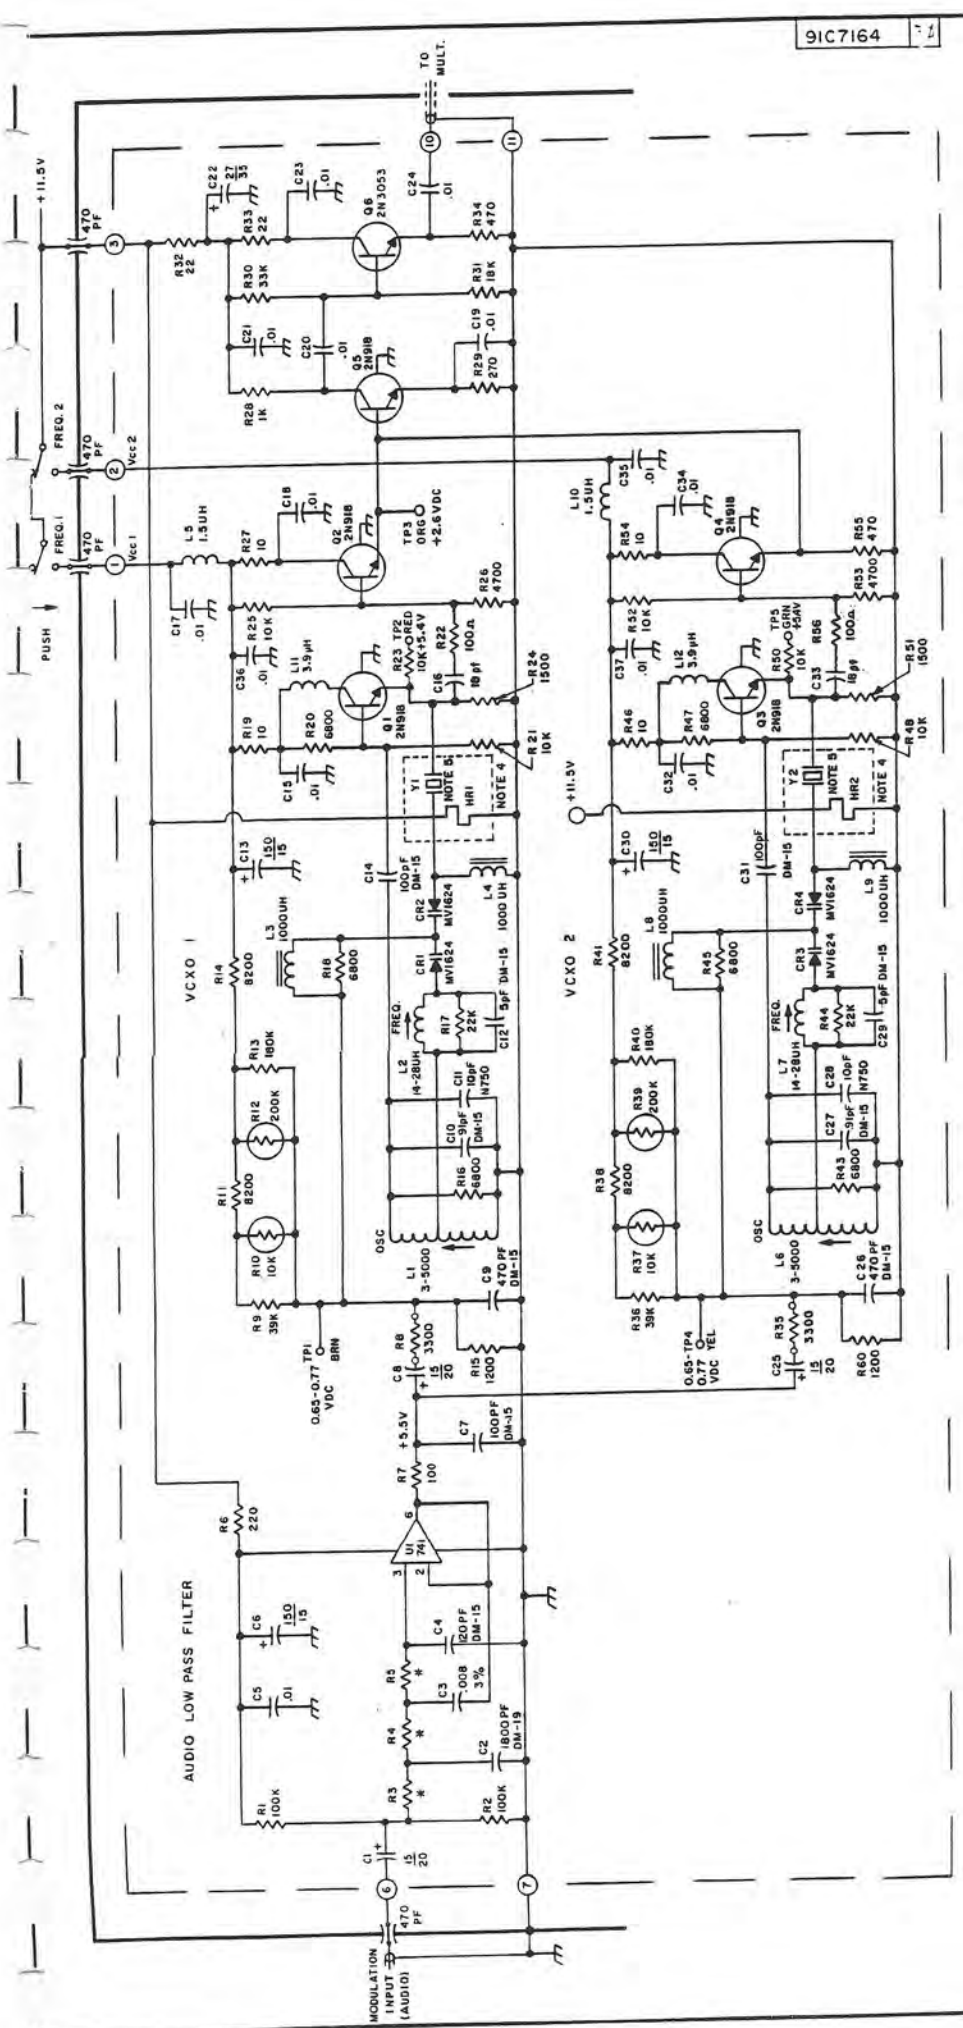 91C7164
+11.5V
PUSH
FREQ.1
FREQ. 2
470
PF
470
PF
470
PF
1
Vcc1
2
Vcc2
3
TO
MULT.
10
11
R32
22
C22
27
35
+
R33
22
C23
.01
Q6
2N3053
C24
.01
R34
470
R30
33K
R31
18K
C21
.01
C20
.01
Q5
2N918
C19
.01
R29
270
R28
1K
L5
1.5UH
C17
.01
R27
10
C18
.01
Q2
2N918
TP3
ORG
+2.6VDC
R26
4700
R25
10K
C36
.01
L11
3.9µH
TP2
RED
R23
10K+5.4V
R22
100Ω
C16
18pf
R24
1500
R19
10
R20
6800
Q1
2N918
C15
.01
R21
10K
Y1
NOTE 5
HR1
NOTE 4
C13
150
15
+
C14
100pF
DM-15
VCXO 1
R14
8200
L3
1000UH
R18
6800
CR2
MV1624
CR1
MV1624
L4
1000UH
R13
180K
R12
200K
R11
8200
R10
10K
R9
39K
FREQ.
L2
14-28UH
R17
22K
C12
5pF DM-15
C11
10pF
N750
C10
91pF
DM-15
R16
6800
OSC
L1
3-5000
C9
470PF
DM-15
0.65-0.77
VDC
TP1
BRN
R8
3300
C8
15
20
+
R15
1200
+5.5V
C7
100PF
DM-15
R7
100
R6
220
U1
741
6
3
2
AUDIO LOW PASS FILTER
C6
150
15
+
C5
.01
R5
*
C4
120PF
DM-15
C3
.008
3%
R4
*
C2
1800PF
DM-19
R3
*
R1
100K
R2
100K
C1
15
20
+
6
7
470
PF
MODULATION
INPUT
(AUDIO)
L10
1.5UH
C35
.01
R54
10
C34
.01
Q4
2N918
R55
470
R53
4700
R52
10K
C37
.01
L12
3.9µH
TP5
GRN
+5.4V
R50
10K
R56
100Ω
C33
18pf
R51
1500
R46
10
R47
6800
Q3
2N918
C32
.01
R48
10K
+11.5V
Y2
NOTE 5
HR2
NOTE 4
C30
150
15
+
C31
100pF
DM-15
VCXO 2
R41
8200
L8
1000UH
R45
6800
CR4
MV1624
CR3
MV1624
L9
1000UH
R40
180K
R39
200K
R38
8200
R37
10K
R36
39K
FREQ.
L7
14-28UH
R44
22K
C29
5pF DM-15
C28
10pF
N750
C27
91pF
DM-15
R43
6800
OSC
L6
3-5000
C26
470PF
DM-15
0.65-
0.77
VDC
TP4
YEL
R35
3300
C25
15
20
+
R60
1200